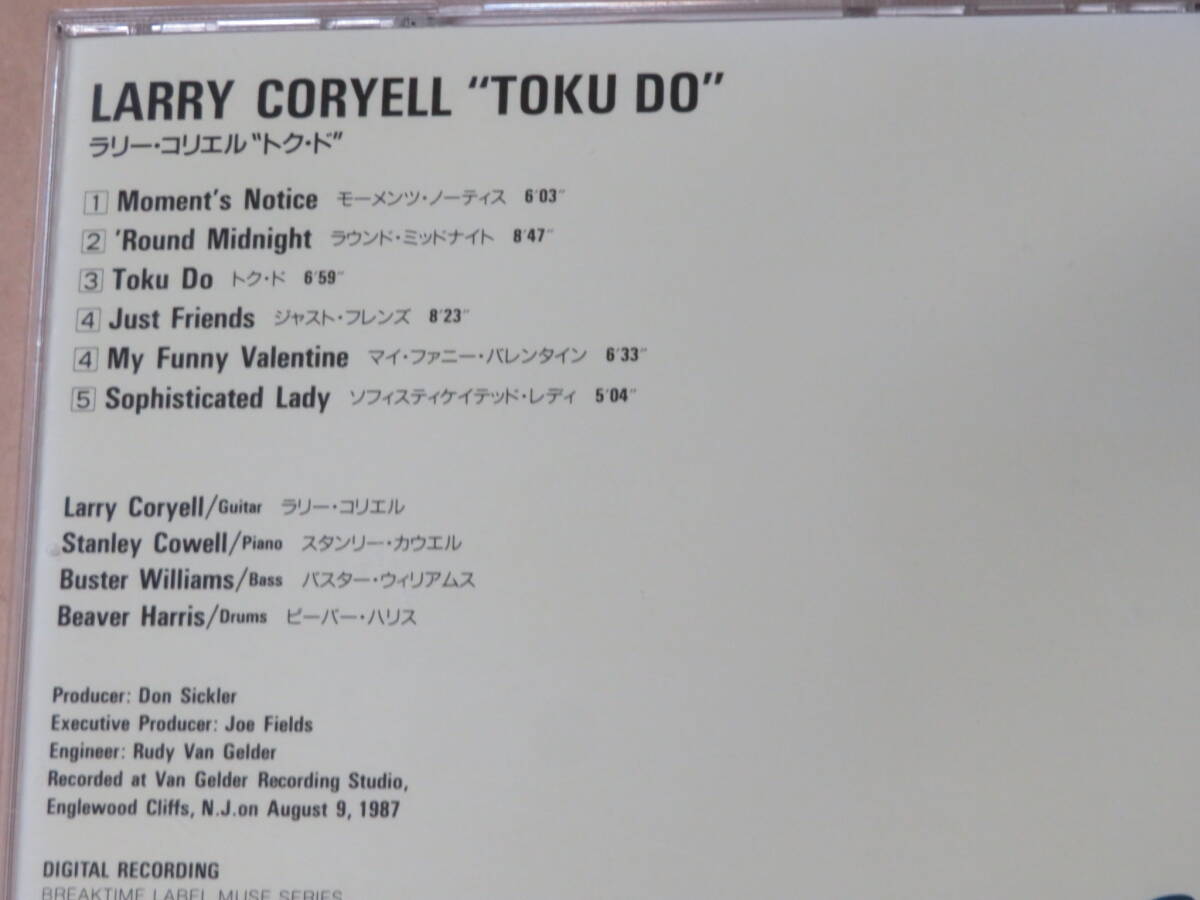 LARRY CORYELL "TOKU DO"
ラリー・コリエル"トク・ド"
1 Moment's Notice モーメンツ・ノーティス 6'03"
2 'Round Midnight ラウンド・ミッドナイト 8'47"
3 Toku Do トク・ド 6'59"
4 Just Friends ジャスト・フレンズ 8'23"
4 My Funny Valentine マイ・ファニー・バレンタイン 6'33"
5 Sophisticated Lady ソフィスティケイテッド・レディ 5'04"
Larry Coryell/Guitar ラリー・コリエル
Stanley Cowell/Piano スタンリー・カウエル
Buster Williams/Bass バスター・ウィリアムス
Beaver Harris/Drums ビーバー・ハリス
Producer: Don Sickler
Executive Producer: Joe Fields
Engineer: Rudy Van Gelder
Recorded at Van Gelder Recording Studio,
Englewood Cliffs, N.J.on August 9, 1987
DIGITAL RECORDING
BREAKTIME LABEL MUSE SERIES